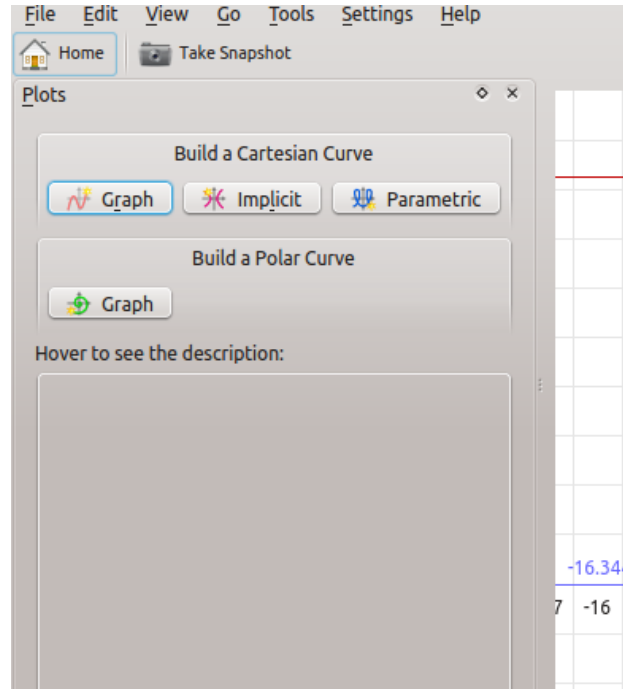 File Edit View Go Tools Settings Help
Home Take Snapshot
Plots
Build a Cartesian Curve
Graph Implicit Parametric
Build a Polar Curve
Graph
Hover to see the description:
-16.344
7 -16